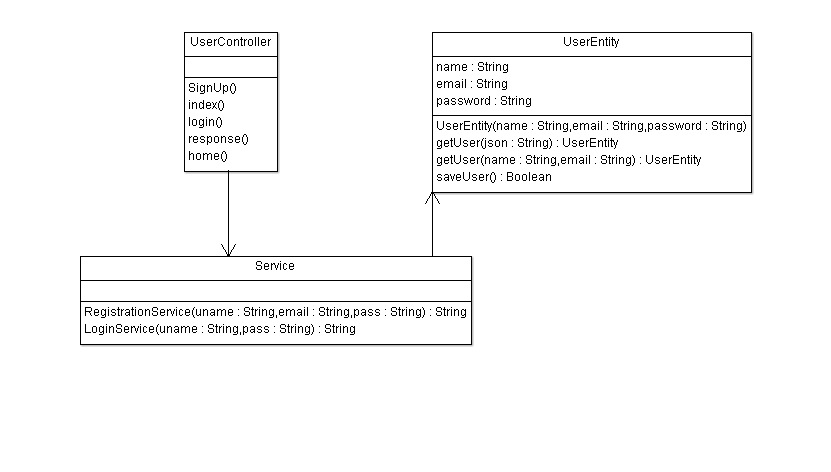 UserController
SignUp()
index()
login()
response()
home()
UserEntity
name : String
email : String
password : String
UserEntity(name : String,email : String,password : String)
getUser(json : String) : UserEntity
getUser(name : String,email : String) : UserEntity
saveUser() : Boolean
Service
RegistrationService(uname : String,email : String,pass : String) : String
LoginService(uname : String,pass : String) : String